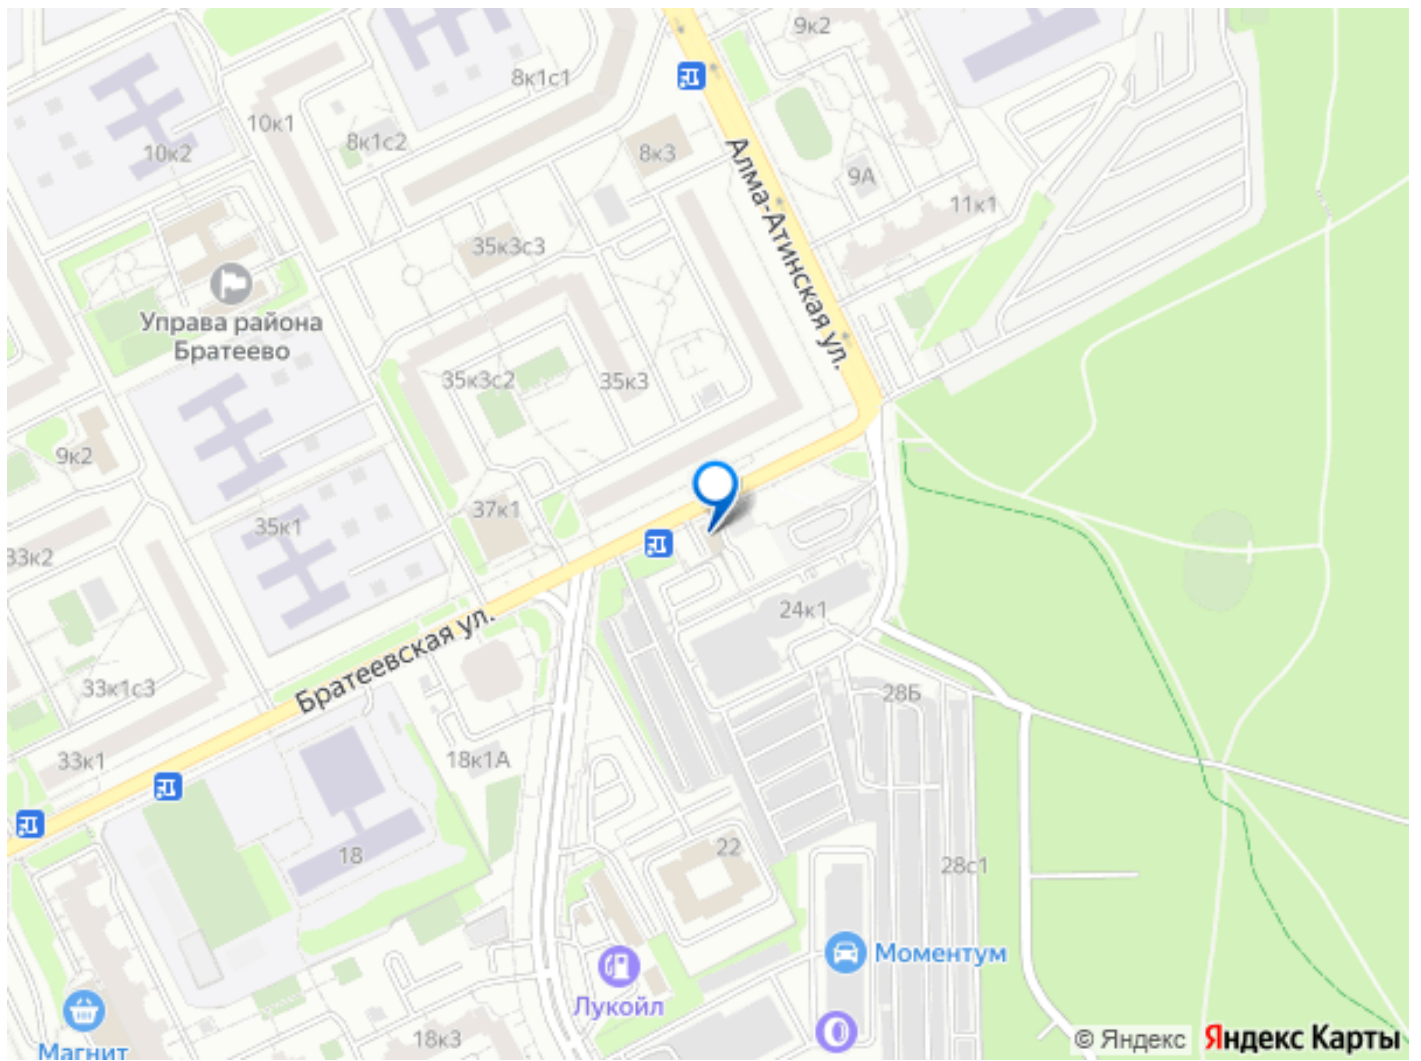 9к2
8к1с1
10к1
8к1с2
10к2
8к3
Алма-Атинская ул.
9А
11к1
35к3с3
Управа района
Братеево
35к3с2
35к3
9к2
37к1
35к1
33к2
24к1
Братеевская ул.
33к1с3
28Б
33к1
18к1А
22
18
28с1
Моментум
Лукойл
18к3
Магнит
© Яндекс Яндекс Карты